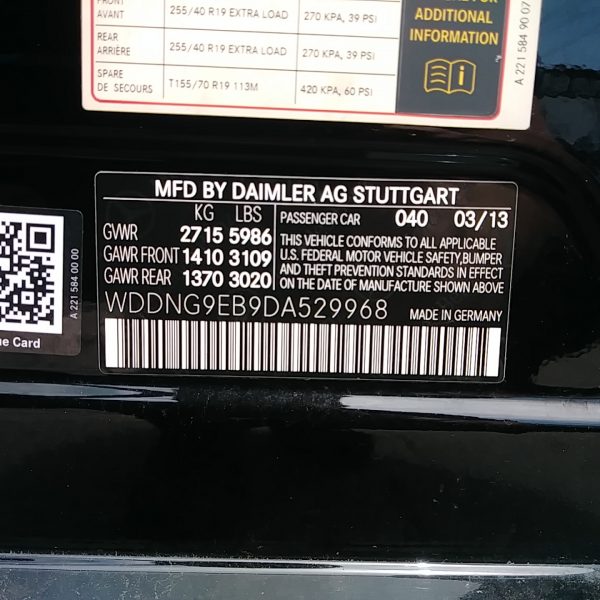 FRONT
AVANT 255/40 R19 EXTRA LOAD 270 KPA, 39 PSI
REAR
ARRIÈRE 255/40 R19 EXTRA LOAD 270 KPA, 39 PSI
SPARE
DE SECOURS T155/70 R19 113M 420 KPA, 60 PSI
FOR
ADDITIONAL
INFORMATION
A 221 584 90 07
MFD BY DAIMLER AG STUTTGART
KG LBS
GVWR 2715 5986
GAWR FRONT 1410 3109
GAWR REAR 1370 3020
PASSENGER CAR 040 03/13
THIS VEHICLE CONFORMS TO ALL APPLICABLE
U.S. FEDERAL MOTOR VEHICLE SAFETY,BUMPER
AND THEFT PREVENTION STANDARDS IN EFFECT
ON THE DATE OF MANUFACTURE SHOWN ABOVE
WDDNG9EB9DA529968 MADE IN GERMANY
A 221 584 00 00
Card